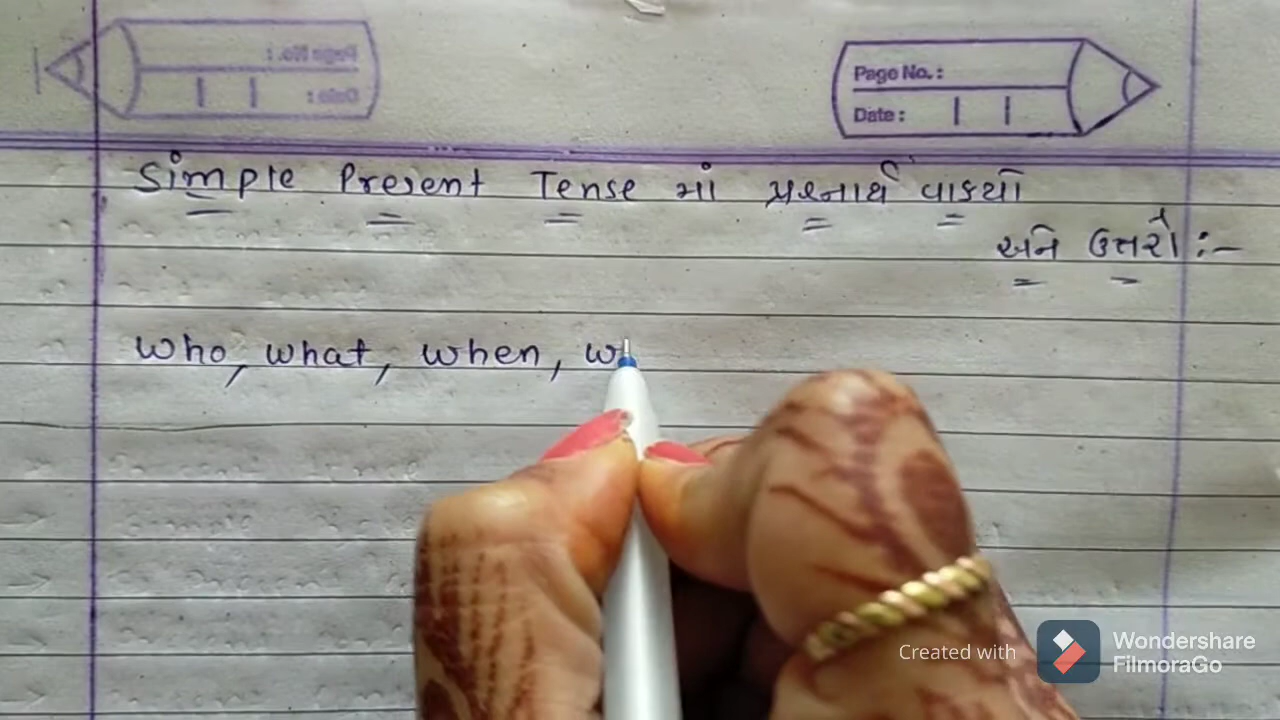 Page No. :
Date :
Simple Present Tense માં પ્રશ્નાર્થ વાક્યો
અને ઉત્તરો :-
Who, what, when, w
Created with Wondershare FilmoraGo